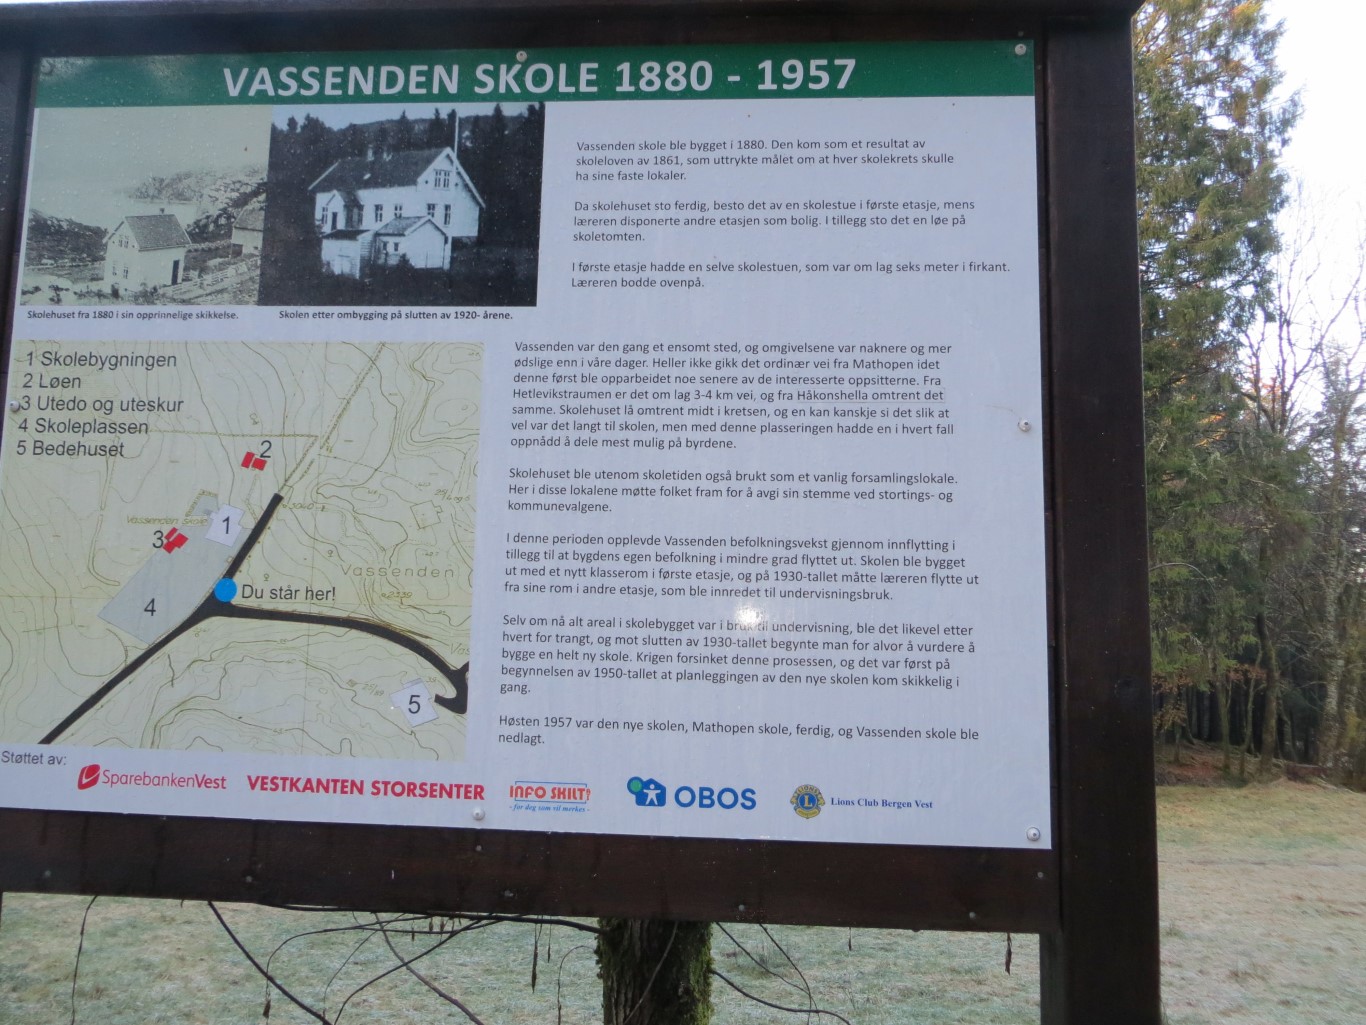 VASSENDEN SKOLE 1880 - 1957
Skolehuset fra 1880 i sin opprinnelige skikkelse.
Skolen etter ombygging på slutten av 1920- årene.
Vassenden skole ble bygget i 1880. Den kom som et resultat av
skoleloven av 1861, som uttrykte målet om at hver skolekrets skulle
ha sine faste lokaler.
Da skolehuset sto ferdig, besto det av en skolestue i første etasje, mens
læreren disponerte andre etasjen som bolig. I tillegg sto det en løe på
skoletomten.
I første etasje hadde en selve skolestuen, som var om lag seks meter i firkant.
Læreren bodde ovenpå.
Vassenden var den gang et ensomt sted, og omgivelsene var naknere og mer
ødslige enn i våre dager. Heller ikke gikk det ordinær vei fra Mathopen idet
denne først ble opparbeidet noe senere av de interesserte oppsitterne. Fra
Hetlevikstraumen er det om lag 3-4 km vei, og fra Håkonshella omtrent det
samme. Skolehuset lå omtrent midt i kretsen, og en kan kanskje si det slik at
vel var det langt til skolen, men med denne plasseringen hadde en i hvert fall
oppnådd å dele mest mulig på byrdene.
Skolehuset ble utenom skoletiden også brukt som et vanlig forsamlingslokale.
Her i disse lokalene møtte folket fram for å avgi sin stemme ved stortings- og
kommunevalgene.
I denne perioden opplevde Vassenden befolkningsvekst gjennom innflytting i
tillegg til at bygdens egen befolkning i mindre grad flyttet ut. Skolen ble bygget
ut med et nytt klasserom i første etasje, og på 1930-tallet måtte læreren flytte ut
fra sine rom i andre etasje, som ble innredet til undervisningsbruk.
Selv om nå alt areal i skolebygget var i bruk til undervisning, ble det likevel etter
hvert for trangt, og mot slutten av 1930-tallet begynte man for alvor å vurdere å
bygge en helt ny skole. Krigen forsinket denne prosessen, og det var først på
begynnelsen av 1950-tallet at planleggingen av den nye skolen kom skikkelig i
gang.
Høsten 1957 var den nye skolen, Mathopen skole, ferdig, og Vassenden skole ble
nedlagt.
1 Skolebygningen
2 Løen
3 Utedo og uteskur
4 Skoleplassen
5 Bedehuset
2
Vassenden skole
1
3
Vassenden
Du står her!
4
5
Støttet av:
SparebankenVest
VESTKANTEN STORSENTER
INFO SKILT
- for deg som vil merkes -
OBOS
LIONS
L
Lions Club Bergen Vest